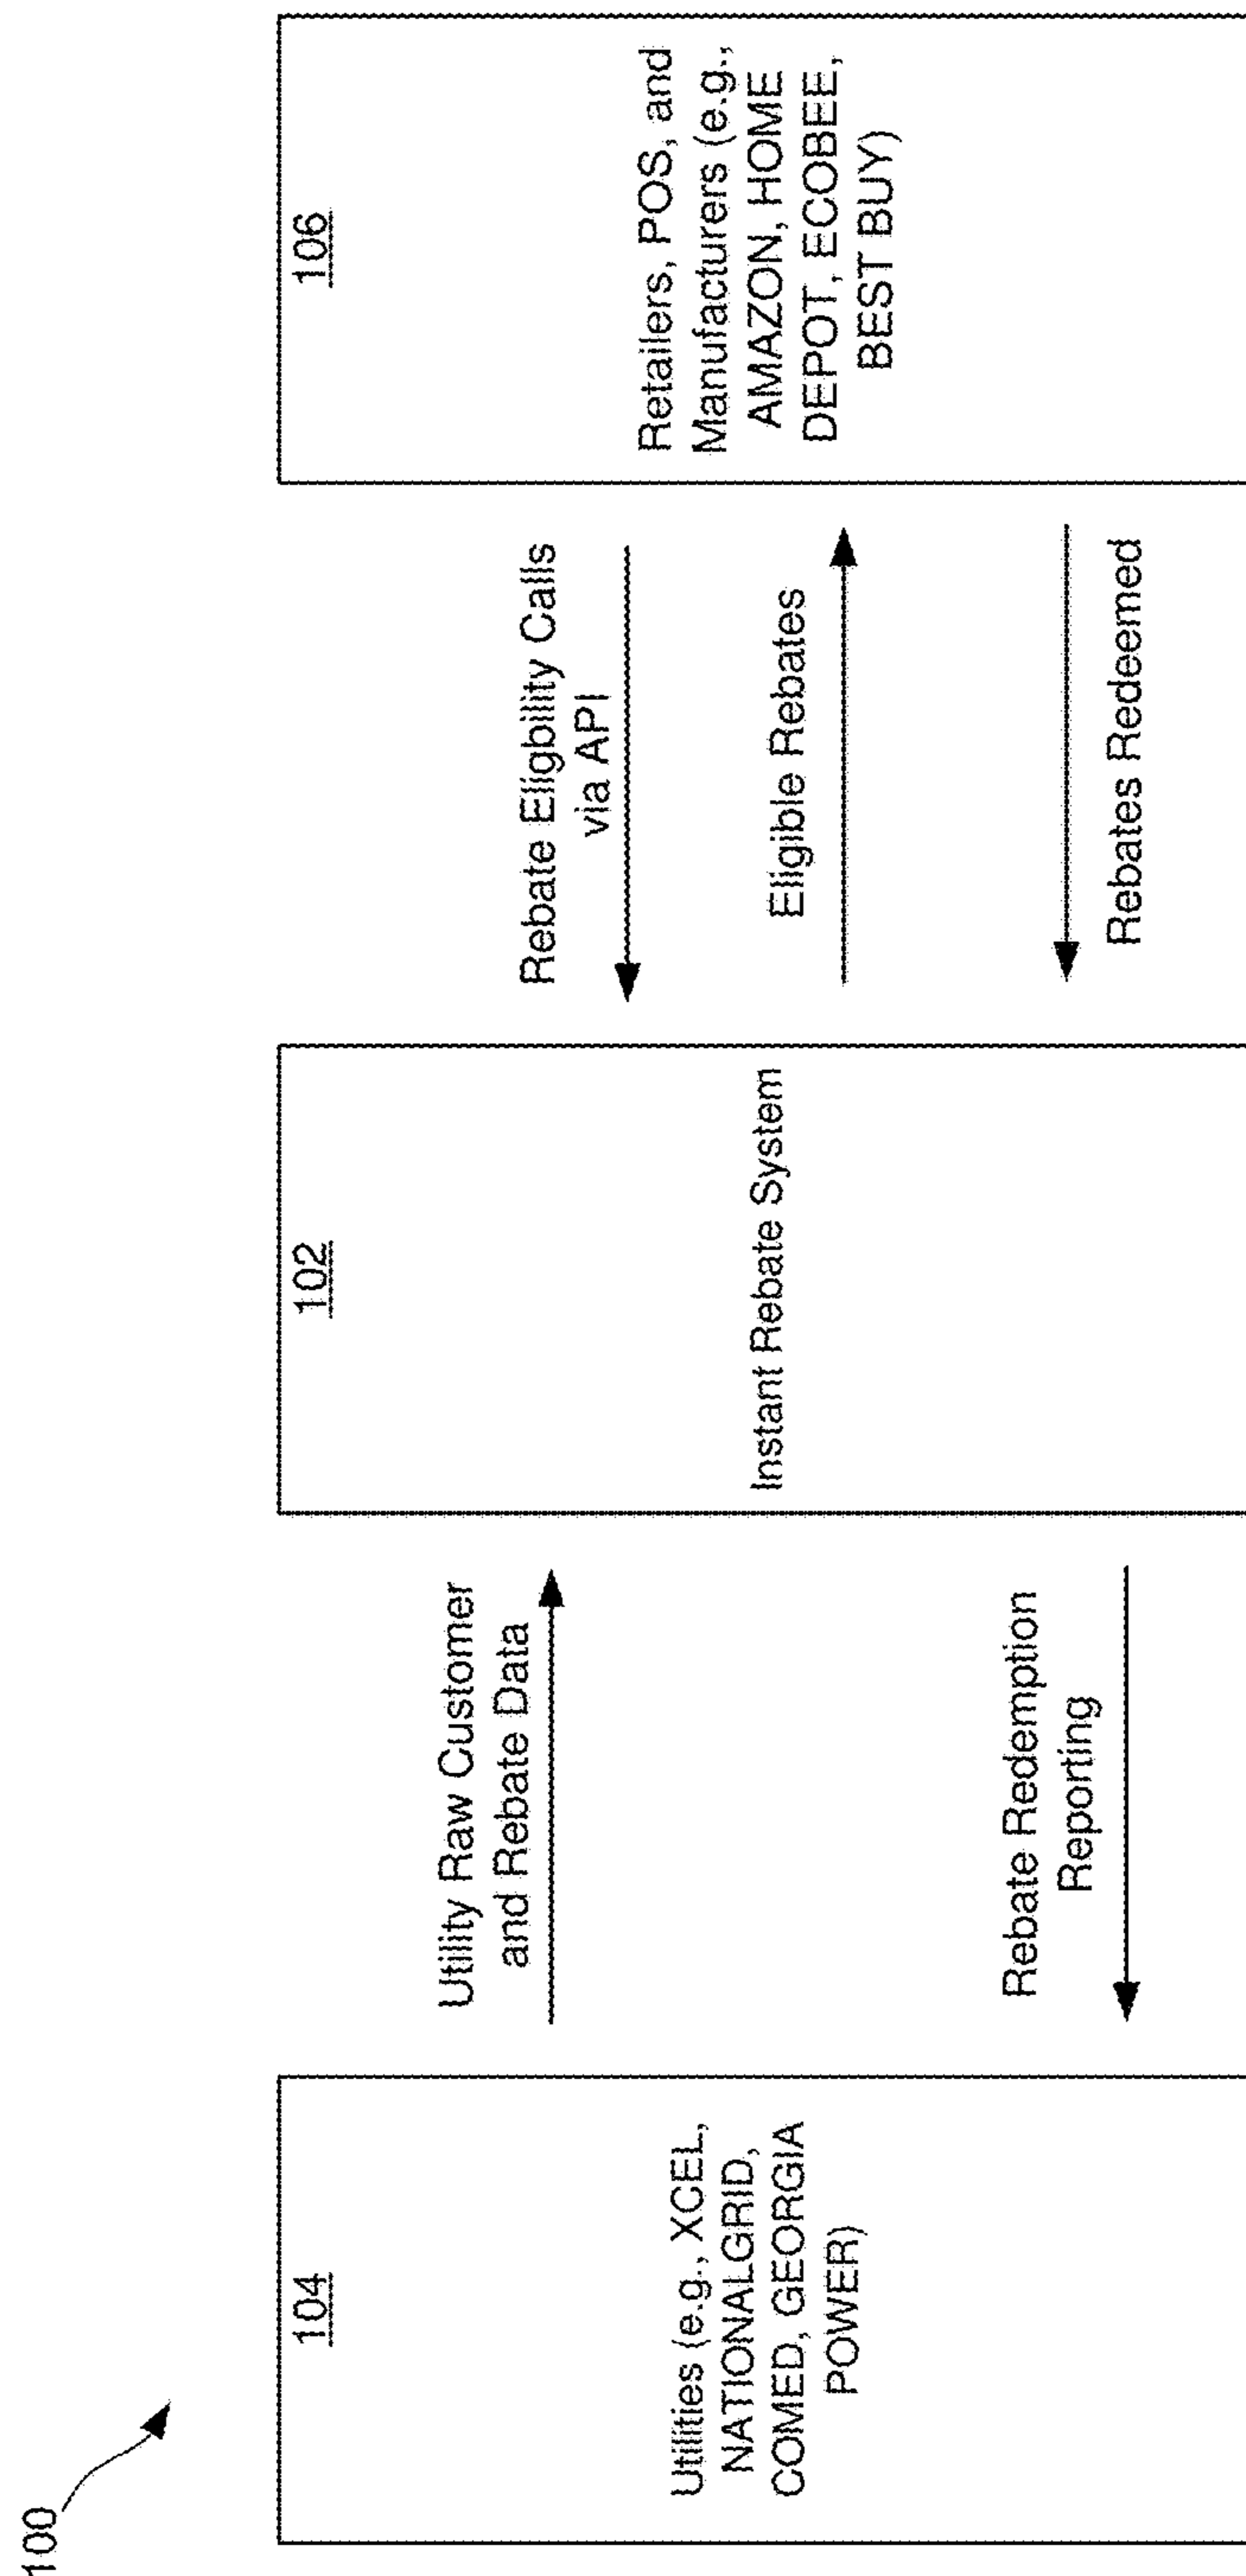 100
104
Utilities (e.g., XCEL,
NATIONALGRID,
COMED, GEORGIA
POWER)
Utility Raw Customer
and Rebate Data
Rebate Redemption
Reporting
102
Instant Rebate System
Rebate Eligbility Calls
via API
Eligible Rebates
Rebates Redeemed
106
Retailers, POS, and
Manufacturers (e.g.,
AMAZON, HOME
DEPOT, ECOBEE,
BEST BUY)